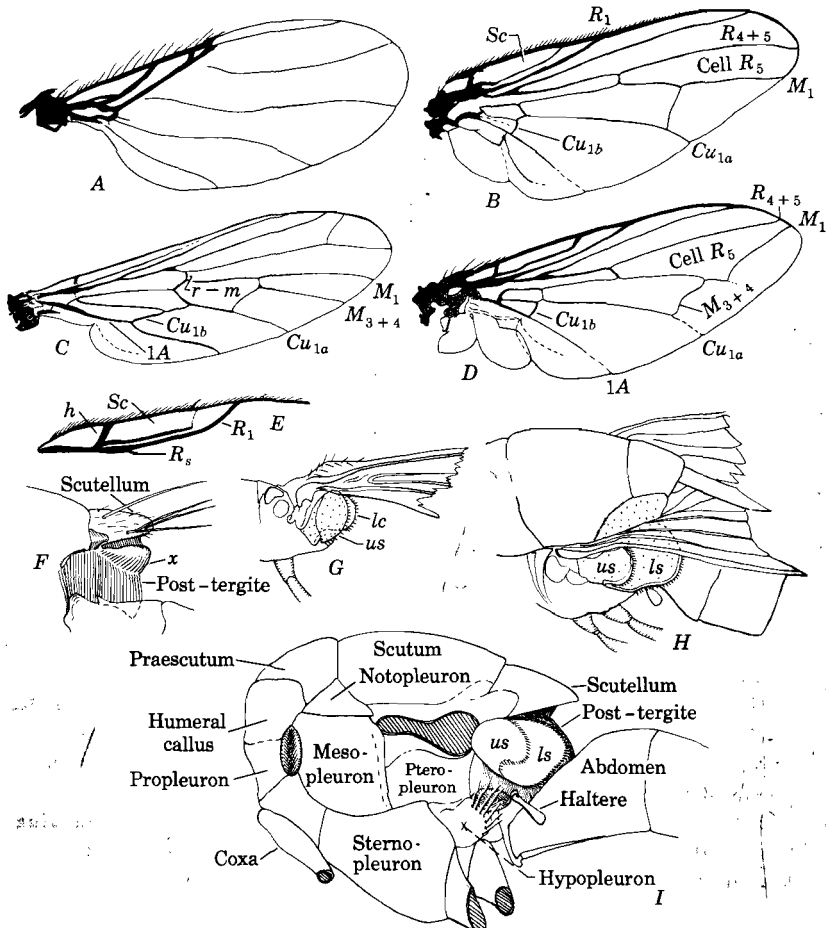 A
Sc
R1
R4+5
Cell R5
M1
Cu1b
Cu1a
B
r-m
M1
M3+4
Cu1b
Cu1a
1A
C
R4+5
M1
Cell R5
M3+4
Cu1b
Cu1a
1A
D
h
Sc
R1
Rs
E
Scutellum
F
x
Post-tergite
lc
us
G
us
ls
H
Praescutum
Scutum
Notopleuron
Scutellum
Post-tergite
Humeral
callus
us
ls
Meso-
pleuron
Propleuron
Ptero-
pleuron
Abdomen
Haltere
x
Coxa
Sterno-
pleuron
Hypopleuron
I